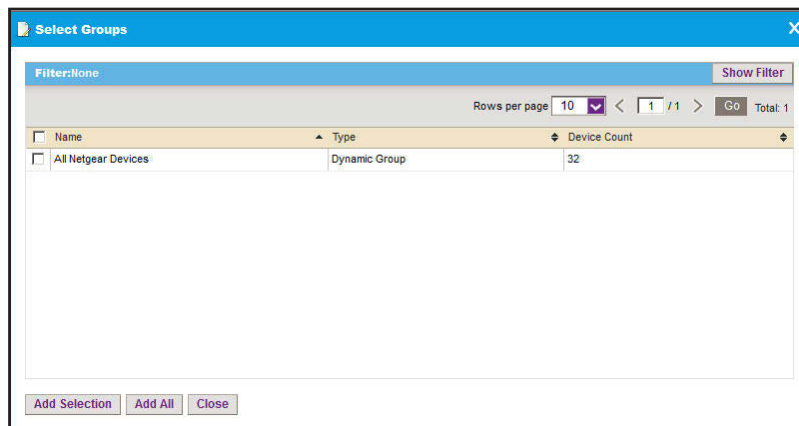 Select Groups X
Filter:None Show Filter
Rows per page 10 < 1 / 1 > Go Total: 1
Name Type Device Count
All Netgear Devices Dynamic Group 32
Add Selection Add All Close